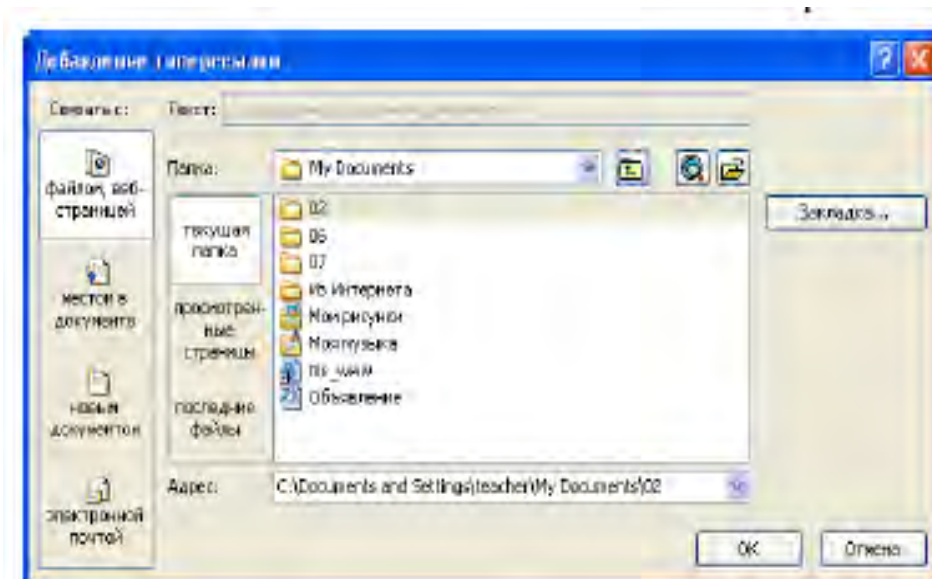 Добавление гиперссылки
Связать с:
Текст:
файлом, веб-
страницей
местом в
документе
новым
документом
электронной
почтой
Папка:
My Documents
текущая
папка
просмотрен-
ные
страницы
последние
файлы
02
06
07
Из Интернета
Мои рисунки
Моя музыка
Объявление
Закладка...
Адрес:
C:\Documents and Settings\teacher\My Documents\02
OK
Отмена